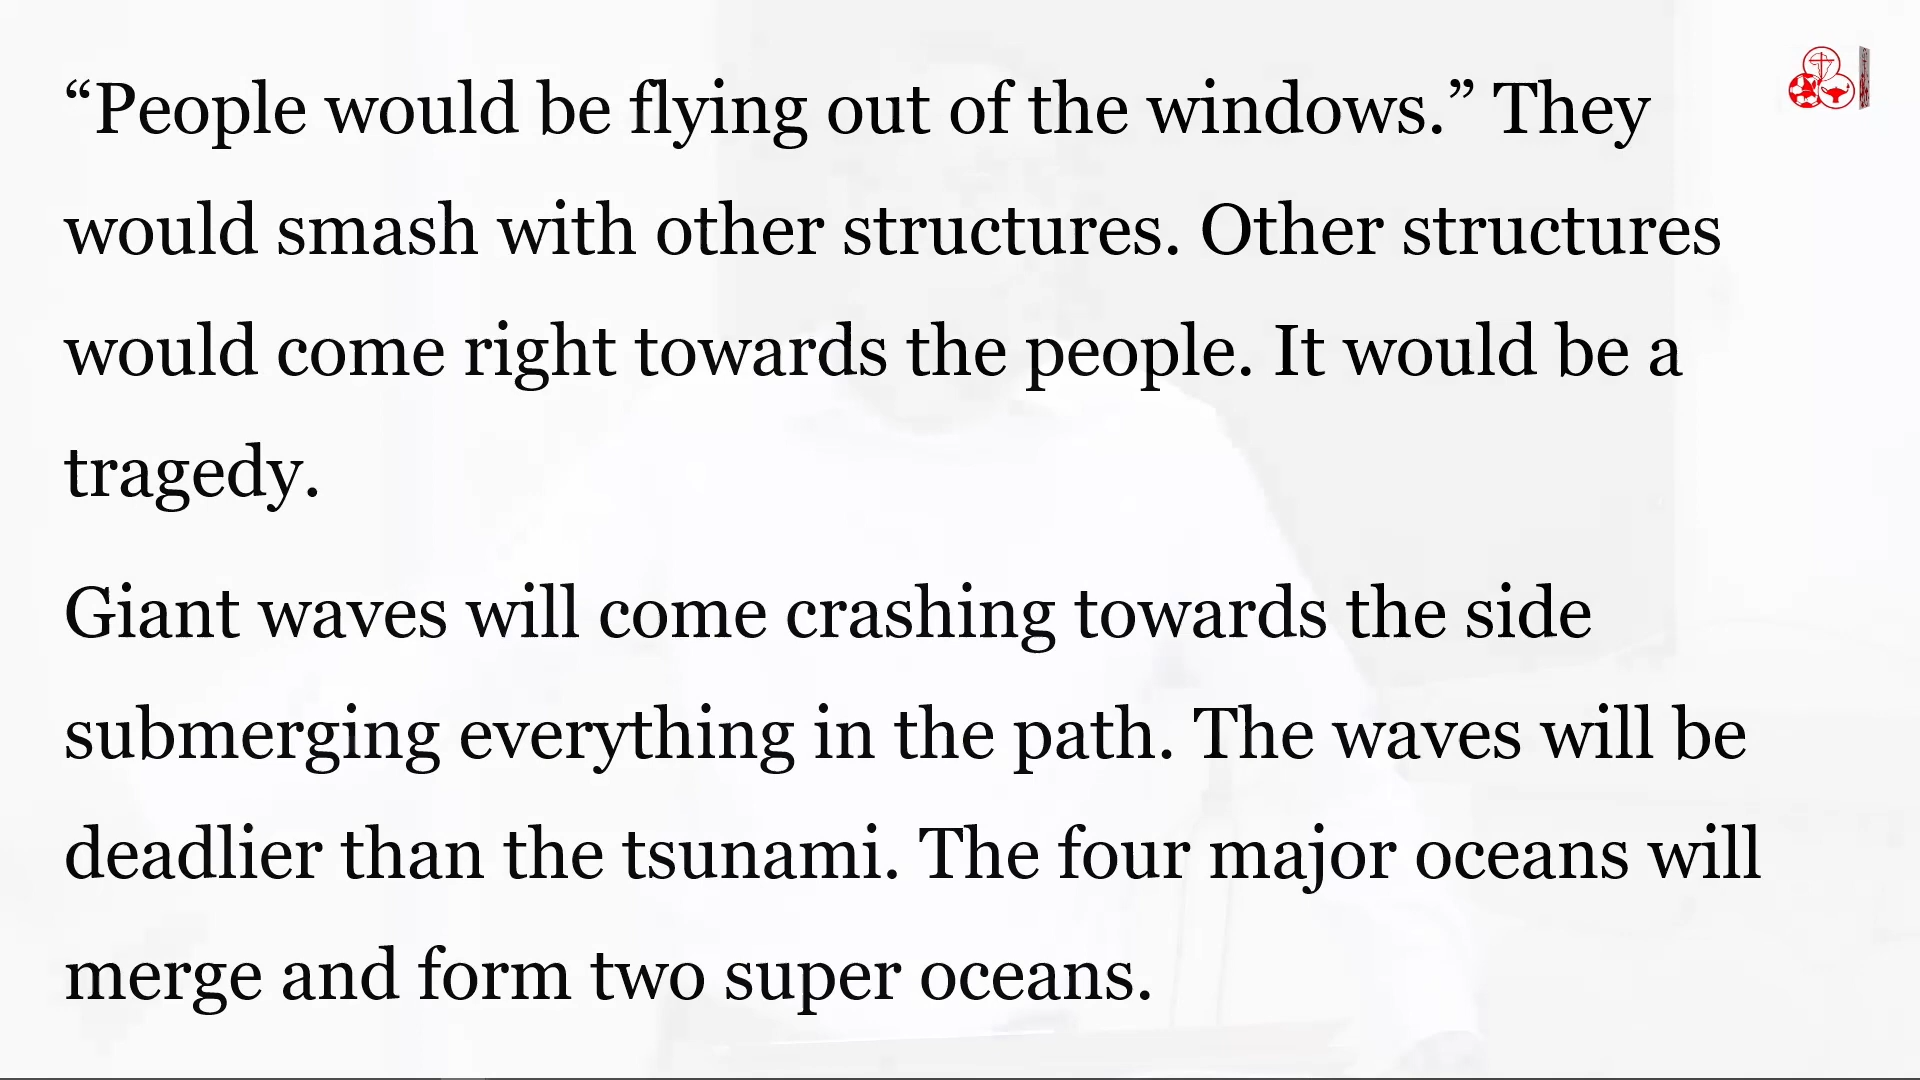 “People would be flying out of the windows.” They
would smash with other structures. Other structures
would come right towards the people. It would be a
tragedy.
Giant waves will come crashing towards the side
submerging everything in the path. The waves will be
deadlier than the tsunami. The four major oceans will
merge and form two super oceans.